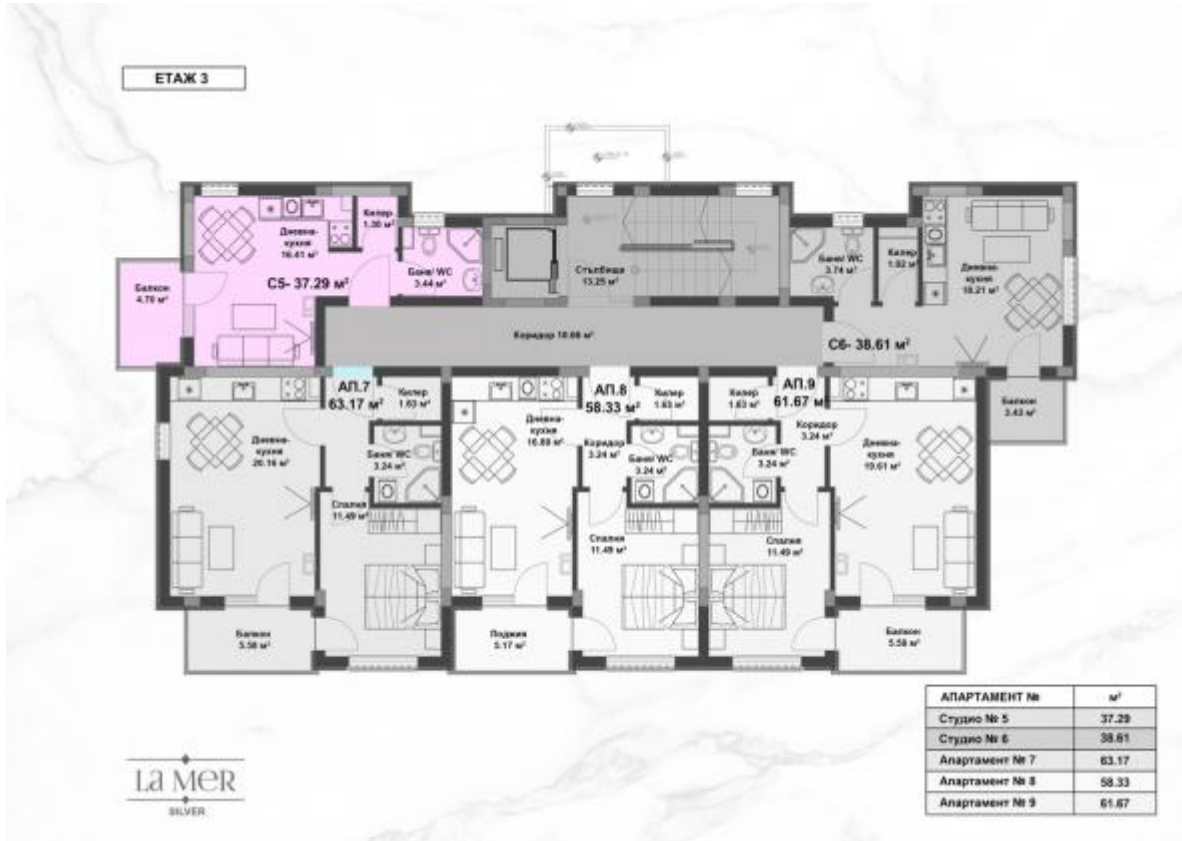 ЕТАЖ 3
Килер
1.30 м²
Дневна-
кухня
16.41 м²
С5- 37.29 м²
Баня/ WC
3.44 м²
Балкон
4.70 м²
Стълбище
13.25 м²
Баня/ WC
3.74 м²
Килер
1.82 м²
Дневна-
кухня
18.21 м²
С6- 38.61 м²
Коридор 18.66 м²
Балкон
3.43 м²
АП.7
63.17 м²
Килер
1.63 м²
Дневна-
кухня
20.16 м²
Баня/ WC
3.24 м²
Спалня
11.49 м²
Балкон
5.58 м²
АП.8
58.33 м²
Килер
1.63 м²
Дневна-
кухня
16.88 м²
Коридор
3.24 м²
Баня/ WC
3.24 м²
Спалня
11.49 м²
Лоджия
5.17 м²
АП.9
61.67 м²
Килер
1.63 м²
Коридор
3.24 м²
Баня/ WC
3.24 м²
Дневна-
кухня
19.61 м²
Спалня
11.49 м²
Балкон
5.58 м²
АПАРТАМЕНТ № м²
Студио № 5 37.29
Студио № 6 38.61
Апартамент № 7 63.17
Апартамент № 8 58.33
Апартамент № 9 61.67
La MeR
SILVER